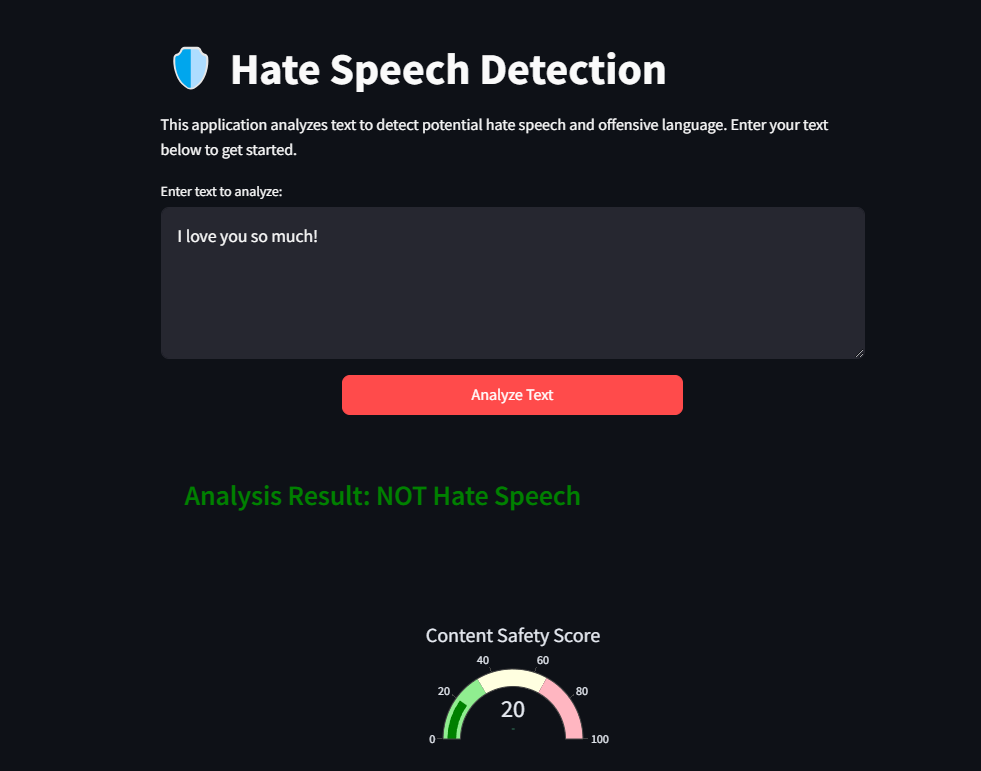 Hate Speech Detection
This application analyzes text to detect potential hate speech and offensive language. Enter your text
below to get started.
Enter text to analyze:
I love you so much!
Analyze Text
Analysis Result: NOT Hate Speech
Content Safety Score
40
60
20
80
20
-
0
100